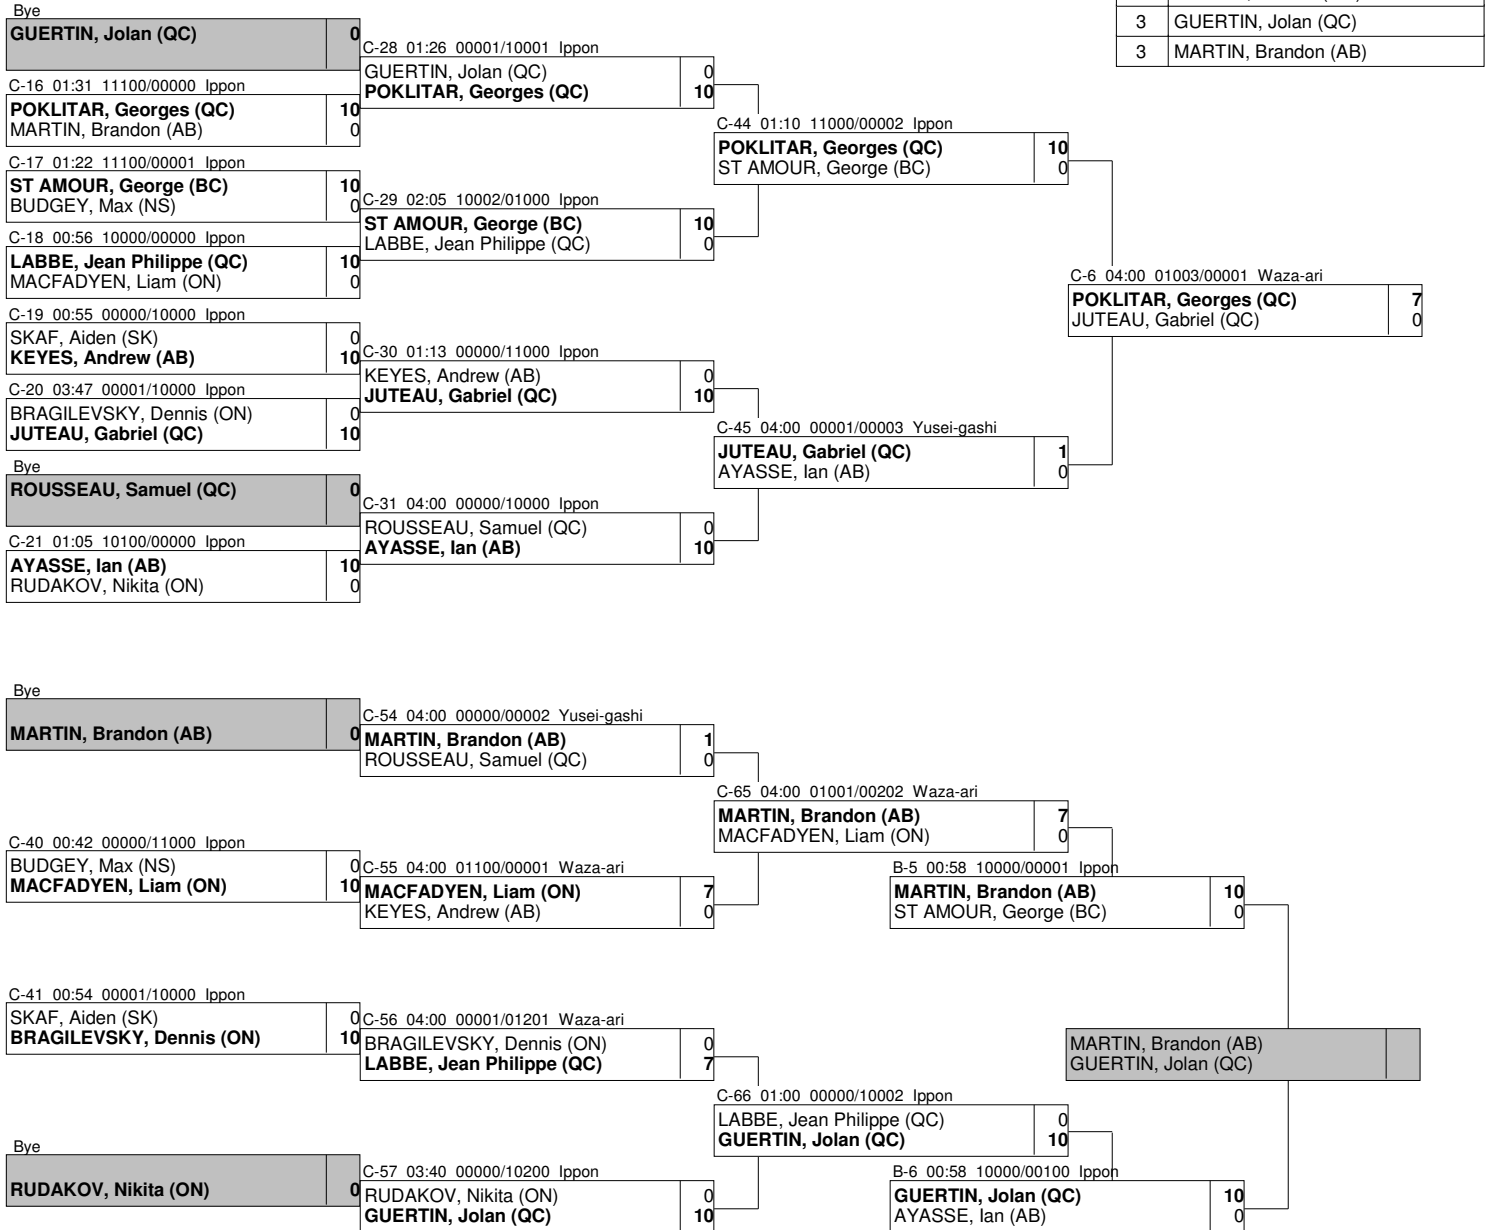 Bye
GUERTIN, Jolan (QC) 0
C-16 01:31 11100/00000 Ippon
POKLITAR, Georges (QC) 10
MARTIN, Brandon (AB) 0
C-17 01:22 11100/00001 Ippon
ST AMOUR, George (BC) 10
BUDGEY, Max (NS) 0
C-18 00:56 10000/00000 Ippon
LABBE, Jean Philippe (QC) 10
MACFADYEN, Liam (ON) 0
C-19 00:55 00000/10000 Ippon
SKAF, Aiden (SK) 0
KEYES, Andrew (AB) 10
C-20 03:47 00001/10000 Ippon
BRAGILEVSKY, Dennis (ON) 0
JUTEAU, Gabriel (QC) 10
Bye
ROUSSEAU, Samuel (QC) 0
C-21 01:05 10100/00000 Ippon
AYASSE, Ian (AB) 10
RUDAKOV, Nikita (ON) 0
C-28 01:26 00001/10001 Ippon
GUERTIN, Jolan (QC) 0
POKLITAR, Georges (QC) 10
C-29 02:05 10002/01000 Ippon
ST AMOUR, George (BC) 10
LABBE, Jean Philippe (QC) 0
C-30 01:13 00000/11000 Ippon
KEYES, Andrew (AB) 0
JUTEAU, Gabriel (QC) 10
C-31 04:00 00000/10000 Ippon
ROUSSEAU, Samuel (QC) 0
AYASSE, Ian (AB) 10
C-44 01:10 11000/00002 Ippon
POKLITAR, Georges (QC) 10
ST AMOUR, George (BC) 0
C-45 04:00 00001/00003 Yusei-gashi
JUTEAU, Gabriel (QC) 1
AYASSE, Ian (AB) 0
C-6 04:00 01003/00001 Waza-ari
POKLITAR, Georges (QC) 7
JUTEAU, Gabriel (QC) 0
3 GUERTIN, Jolan (QC)
3 MARTIN, Brandon (AB)
Bye
MARTIN, Brandon (AB) 0
C-40 00:42 00000/11000 Ippon
BUDGEY, Max (NS) 0
MACFADYEN, Liam (ON) 10
C-41 00:54 00001/10000 Ippon
SKAF, Aiden (SK) 0
BRAGILEVSKY, Dennis (ON) 10
Bye
RUDAKOV, Nikita (ON) 0
C-54 04:00 00000/00002 Yusei-gashi
MARTIN, Brandon (AB) 1
ROUSSEAU, Samuel (QC) 0
C-55 04:00 01100/00001 Waza-ari
MACFADYEN, Liam (ON) 7
KEYES, Andrew (AB) 0
C-56 04:00 00001/01201 Waza-ari
BRAGILEVSKY, Dennis (ON) 0
LABBE, Jean Philippe (QC) 7
C-57 03:40 00000/10200 Ippon
RUDAKOV, Nikita (ON) 0
GUERTIN, Jolan (QC) 10
C-65 04:00 01001/00202 Waza-ari
MARTIN, Brandon (AB) 7
MACFADYEN, Liam (ON) 0
C-66 01:00 00000/10002 Ippon
LABBE, Jean Philippe (QC) 0
GUERTIN, Jolan (QC) 10
B-5 00:58 10000/00001 Ippon
MARTIN, Brandon (AB) 10
ST AMOUR, George (BC) 0
B-6 00:58 10000/00100 Ippon
GUERTIN, Jolan (QC) 10
AYASSE, Ian (AB) 0
MARTIN, Brandon (AB)
GUERTIN, Jolan (QC)